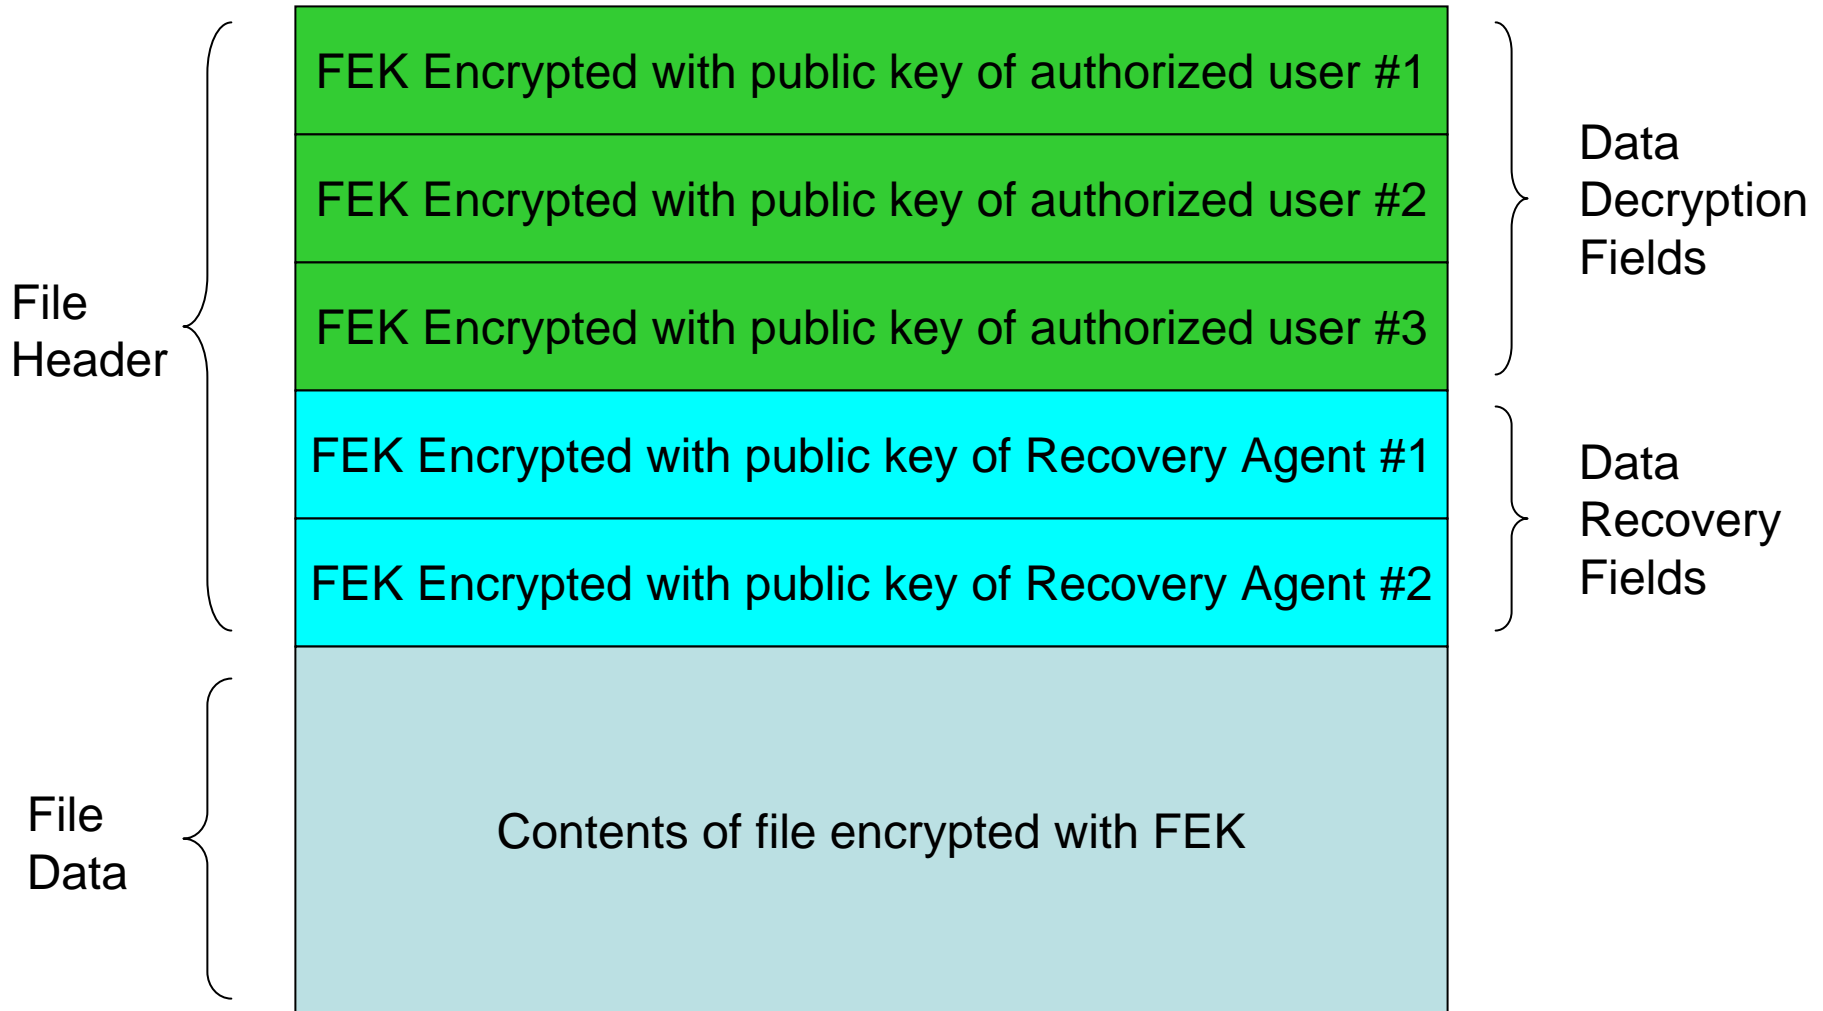 FEK Encrypted with public key of authorized user #1
FEK Encrypted with public key of authorized user #2
FEK Encrypted with public key of authorized user #3
FEK Encrypted with public key of Recovery Agent #1
FEK Encrypted with public key of Recovery Agent #2
Contents of file encrypted with FEK
File
Header
File
Data
Data
Decryption
Fields
Data
Recovery
Fields